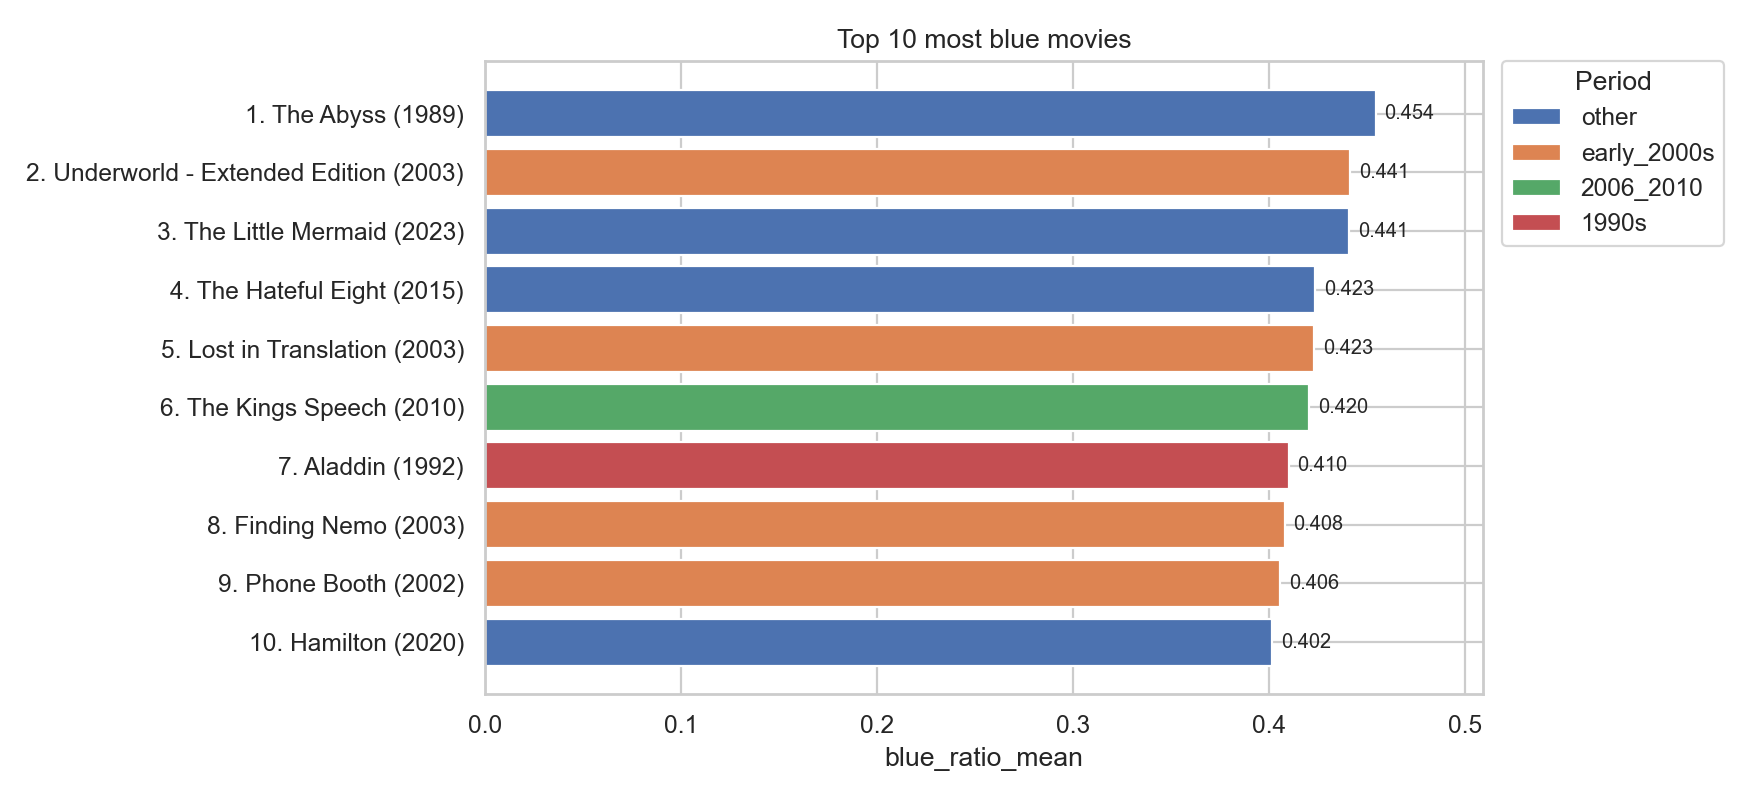 Top 10 most blue movies
1. The Abyss (1989)
0.454
2. Underworld - Extended Edition (2003)
0.441
3. The Little Mermaid (2023)
0.441
4. The Hateful Eight (2015)
0.423
5. Lost in Translation (2003)
0.423
6. The Kings Speech (2010)
0.420
7. Aladdin (1992)
0.410
8. Finding Nemo (2003)
0.408
9. Phone Booth (2002)
0.406
10. Hamilton (2020)
0.402
0.0 0.1 0.2 0.3 0.4 0.5
blue_ratio_mean
Period
other
early_2000s
2006_2010
1990s